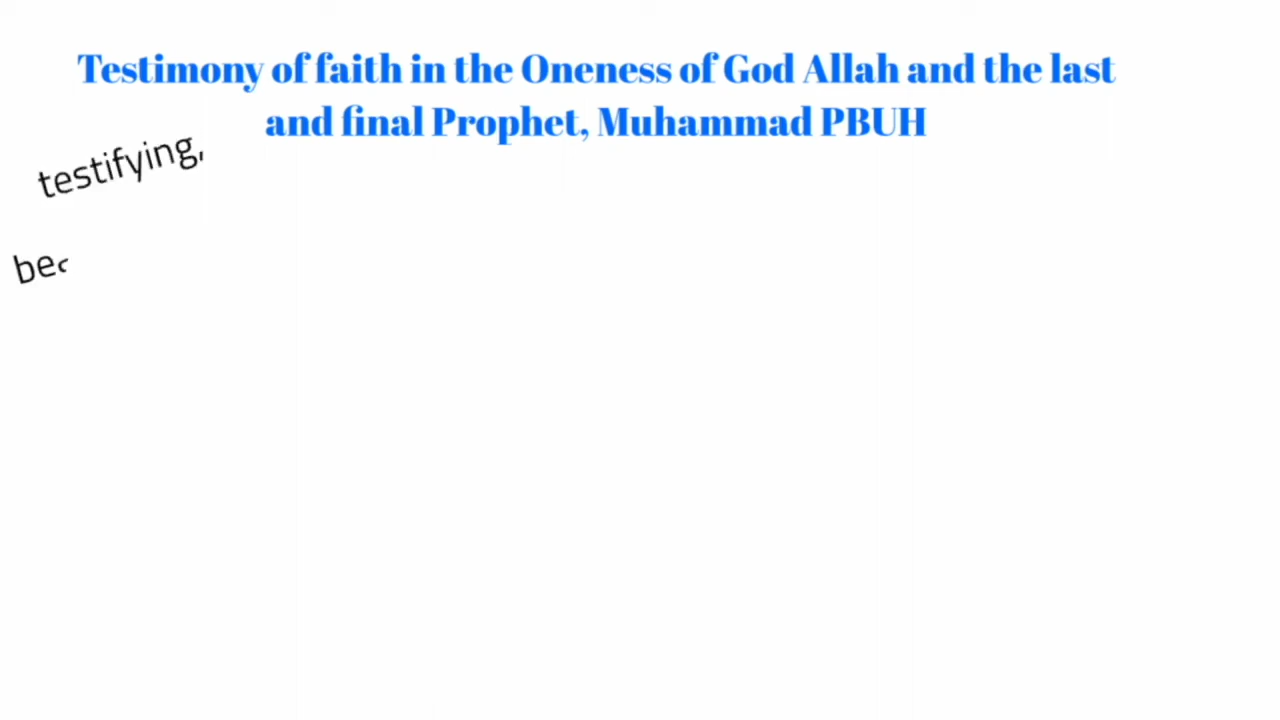 Testimony of faith in the Oneness of God Allah and the last
and final Prophet, Muhammad PBUH
testifying,